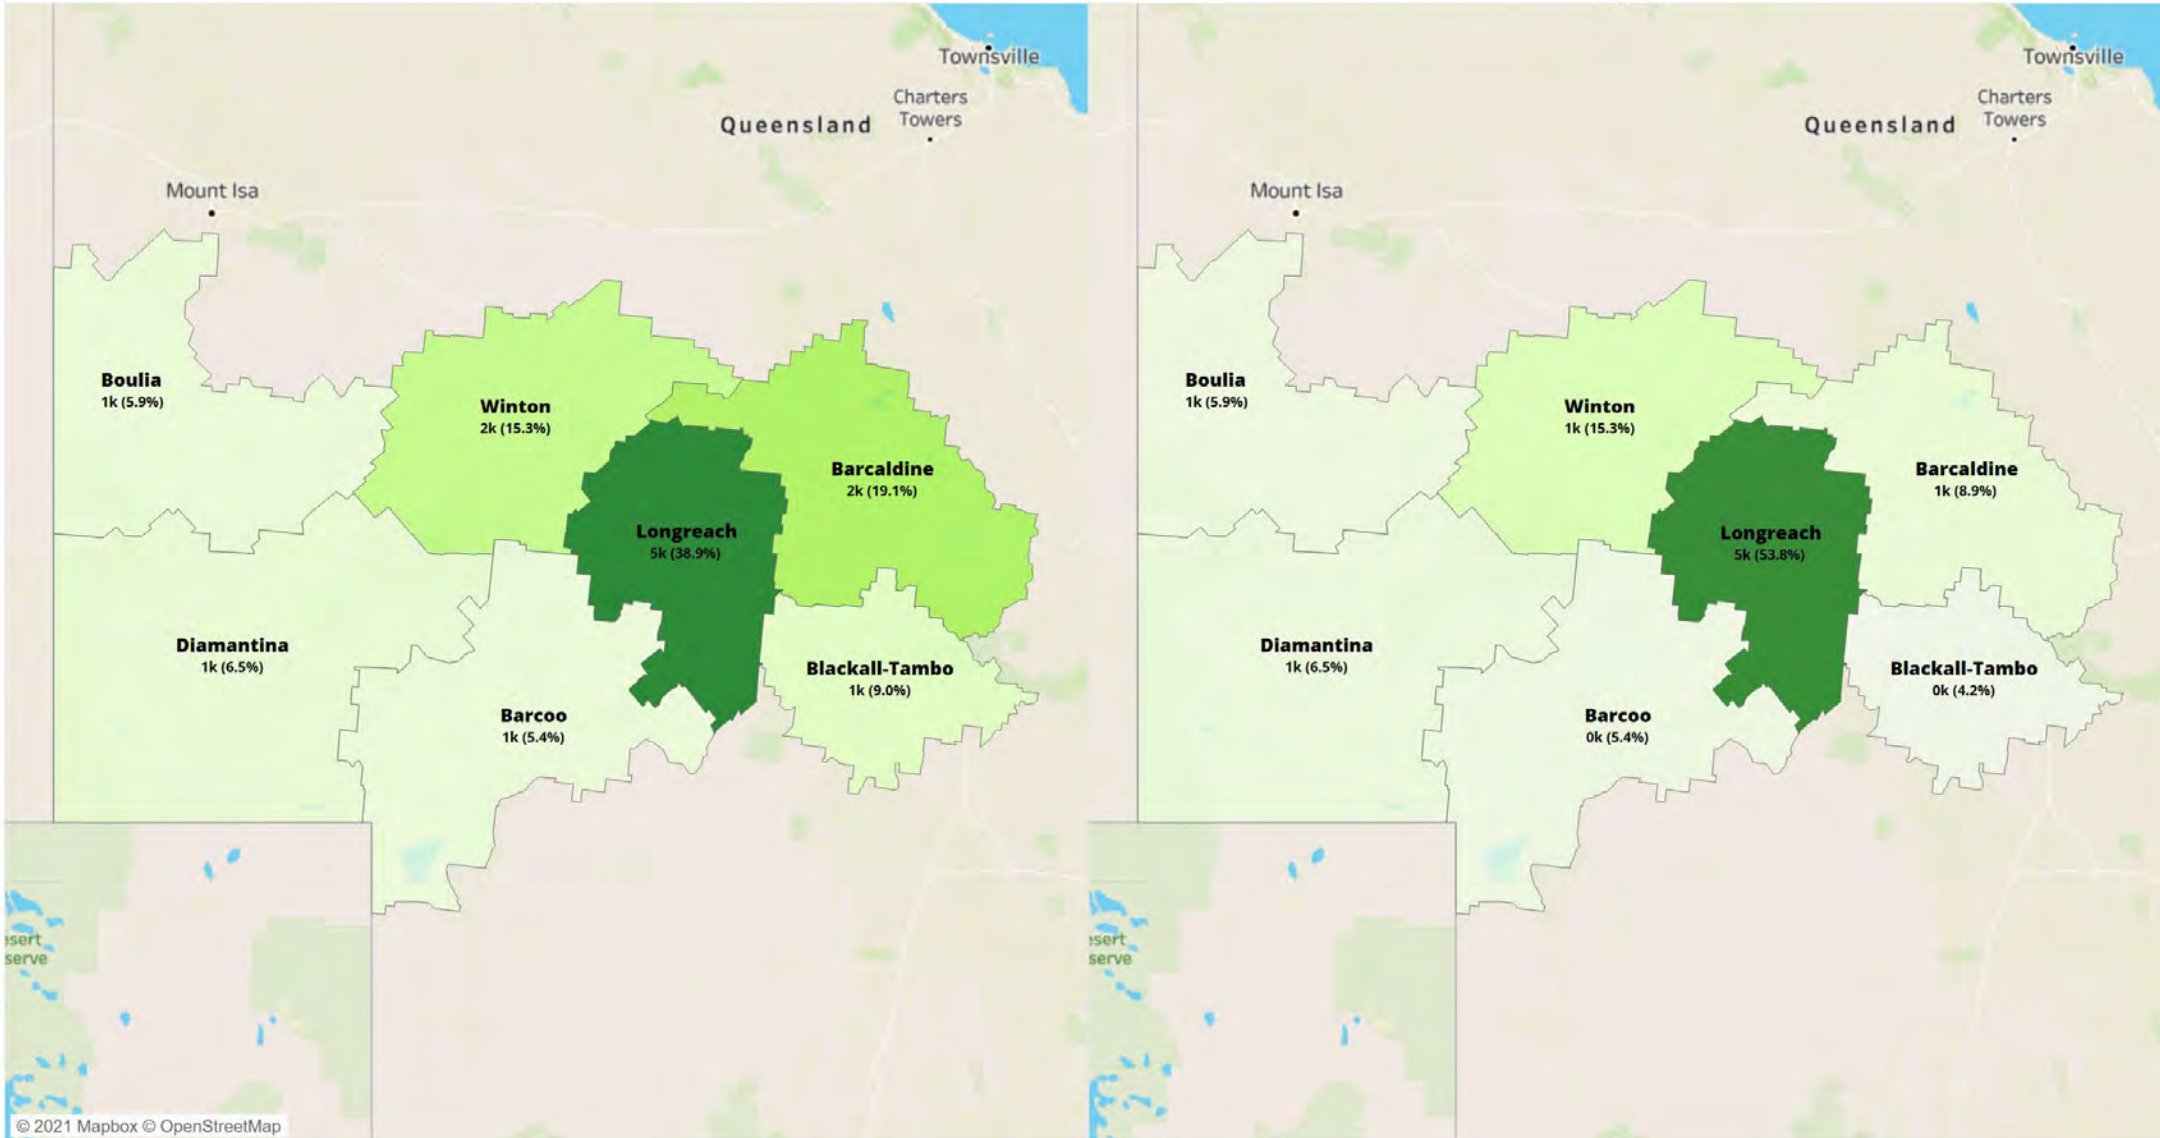 Townsville
Charters
Towers
Queensland
Mount Isa
Boulia
1k (5.9%)
Winton
2k (15.3%)
Barcaldine
2k (19.1%)
Longreach
5k (38.9%)
Diamantina
1k (6.5%)
Blackall-Tambo
1k (9.0%)
Barcoo
1k (5.4%)
esert
serve
© 2021 Mapbox © OpenStreetMap
Townsville
Charters
Towers
Queensland
Mount Isa
Boulia
1k (5.9%)
Winton
1k (15.3%)
Barcaldine
1k (8.9%)
Longreach
5k (53.8%)
Diamantina
1k (6.5%)
Blackall-Tambo
0k (4.2%)
Barcoo
0k (5.4%)
esert
serve